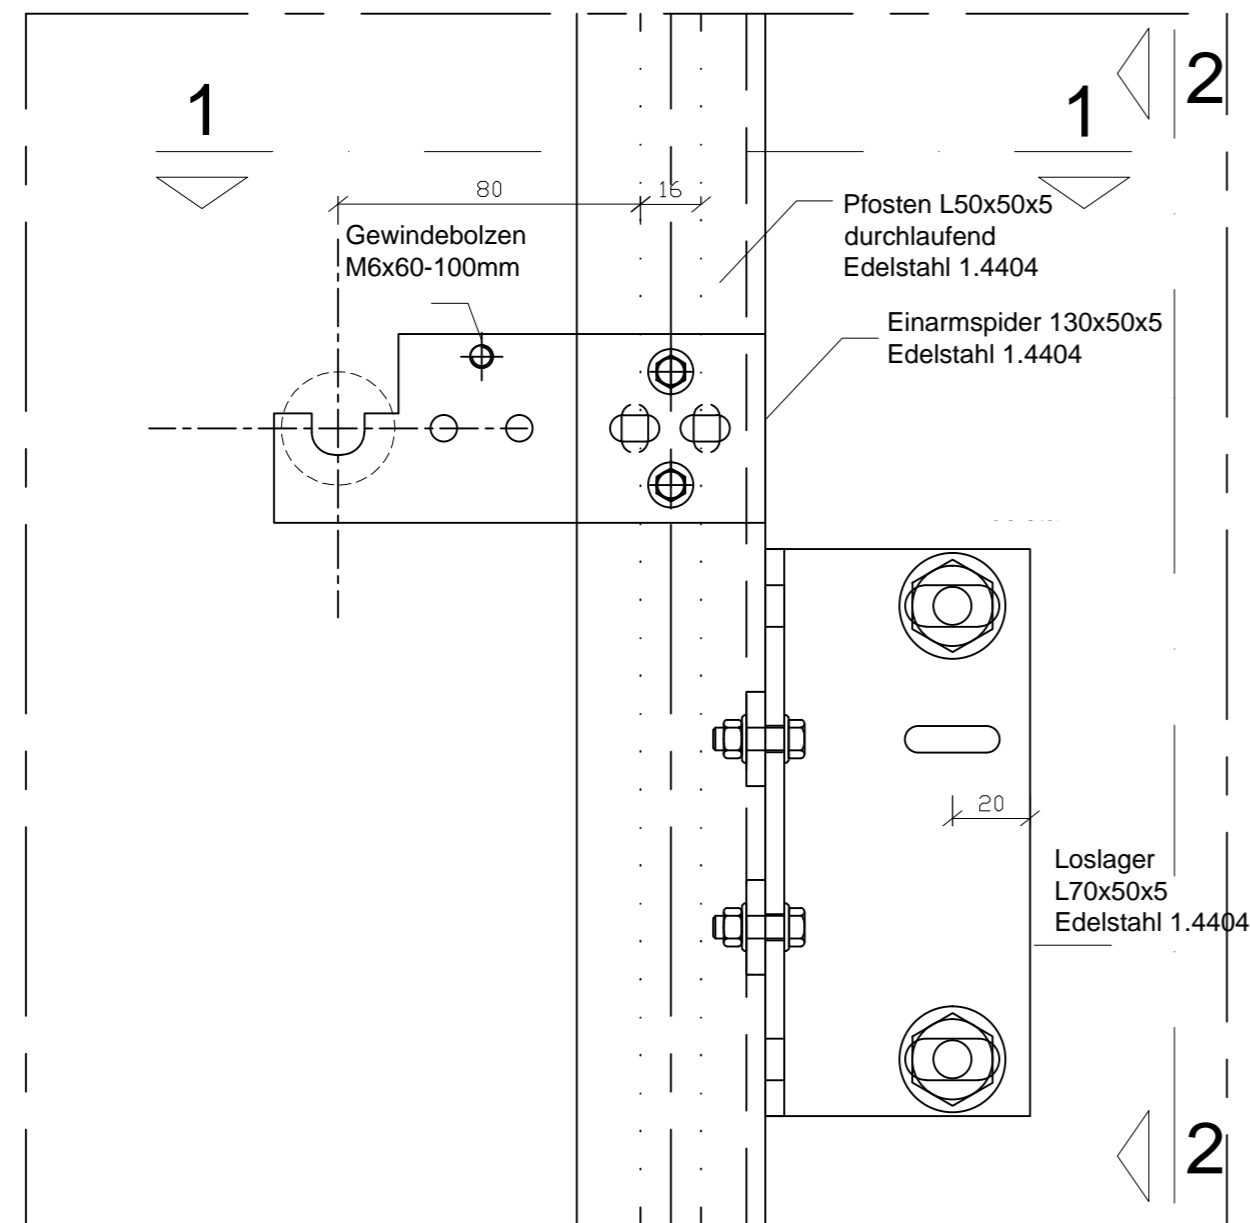 2
1
1
80
16
Pfosten L50x50x5
durchlaufend
Edelstahl 1.4404
Gewindebolzen
M6x60-100mm
Einarmspider 130x50x5
Edelstahl 1.4404
20
Loslager
L70x50x5
Edelstahl 1.4404
2